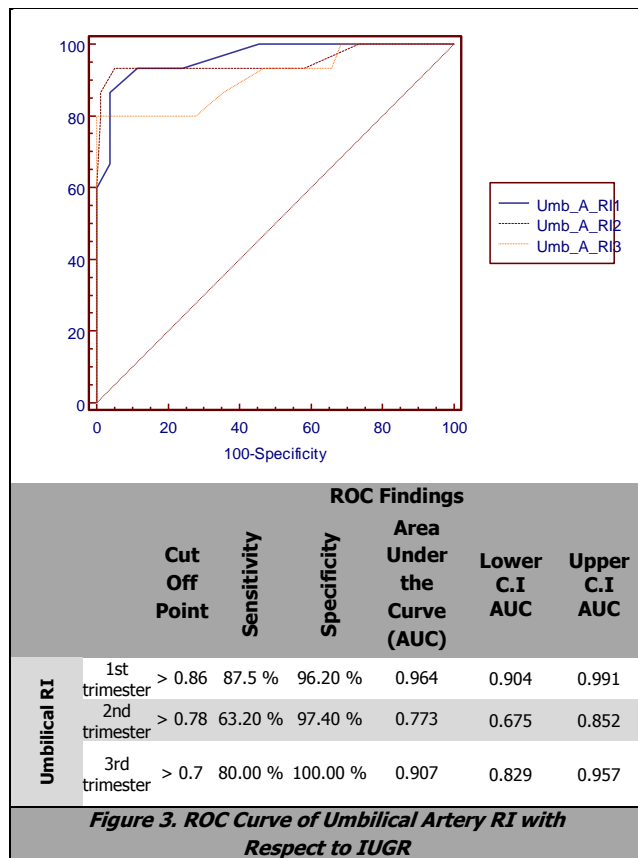 100
80
60
40
20
0
0 20 40 60 80 100
100-Specificity
Umb_A_RI1
Umb_A_RI2
Umb_A_RI3
ROC Findings
Cut Off Point Sensitivity Specificity Area Under the Curve (AUC) Lower C.I AUC Upper C.I AUC
Umbilical RI
1st trimester > 0.86 87.5 % 96.20 % 0.964 0.904 0.991
2nd trimester > 0.78 63.20 % 97.40 % 0.773 0.675 0.852
3rd trimester > 0.7 80.00 % 100.00 % 0.907 0.829 0.957
Figure 3. ROC Curve of Umbilical Artery RI with
Respect to IUGR